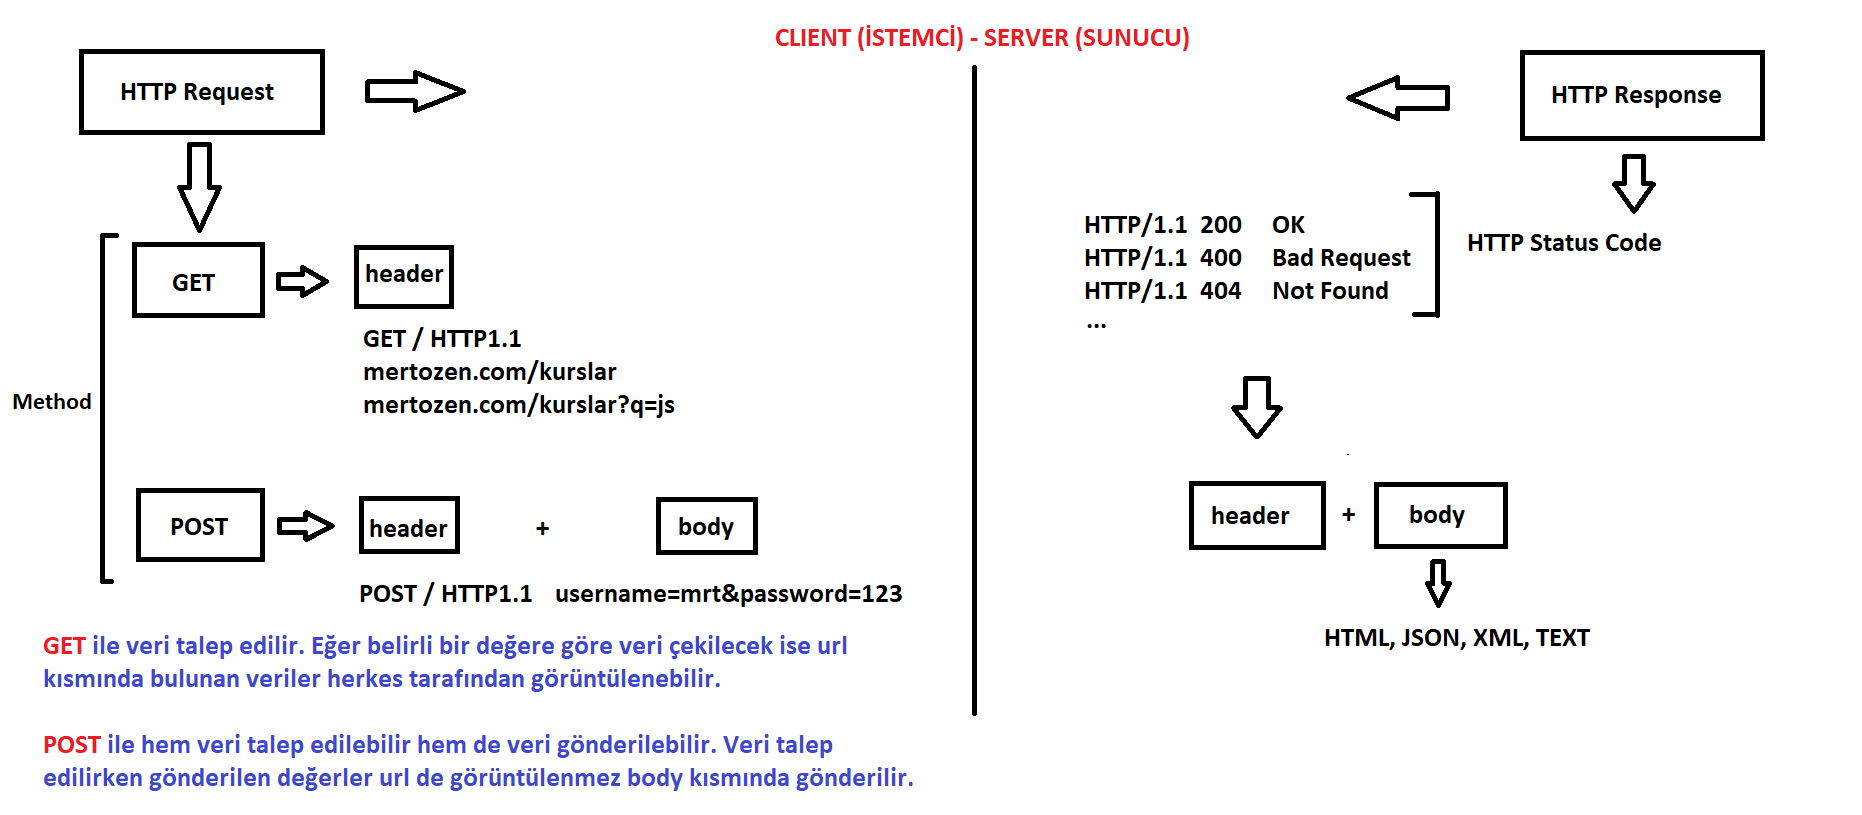 CLIENT (İSTEMCİ) - SERVER (SUNUCU)
HTTP Request
GET
header
GET / HTTP1.1
mertozen.com/kurslar
mertozen.com/kurslar?q=js
Method
POST
header
+
body
POST / HTTP1.1 username=mrt&password=123
GET ile veri talep edilir. Eğer belirli bir değere göre veri çekilecek ise url
kısmında bulunan veriler herkes tarafından görüntülenebilir.
POST ile hem veri talep edilebilir hem de veri gönderilebilir. Veri talep
edilirken gönderilen değerler url de görüntülenmez body kısmında gönderilir.
HTTP Response
HTTP/1.1 200 OK
HTTP/1.1 400 Bad Request
HTTP/1.1 404 Not Found
...
HTTP Status Code
header
+
body
HTML, JSON, XML, TEXT